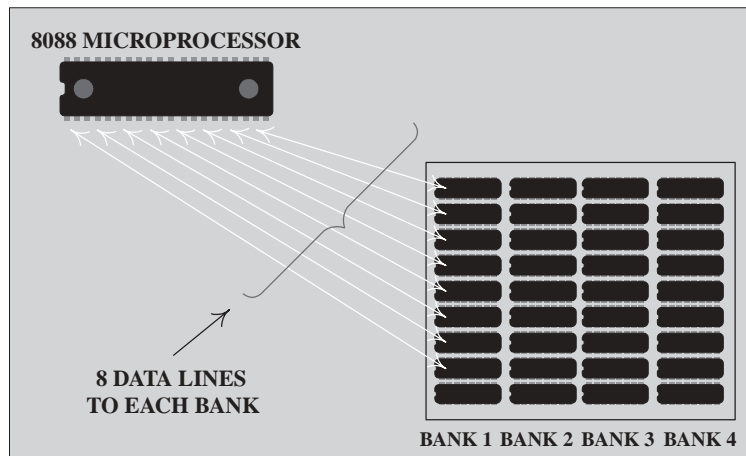 8088 MICROPROCESSOR
8 DATA LINES
TO EACH BANK
BANK 1 BANK 2 BANK 3 BANK 4